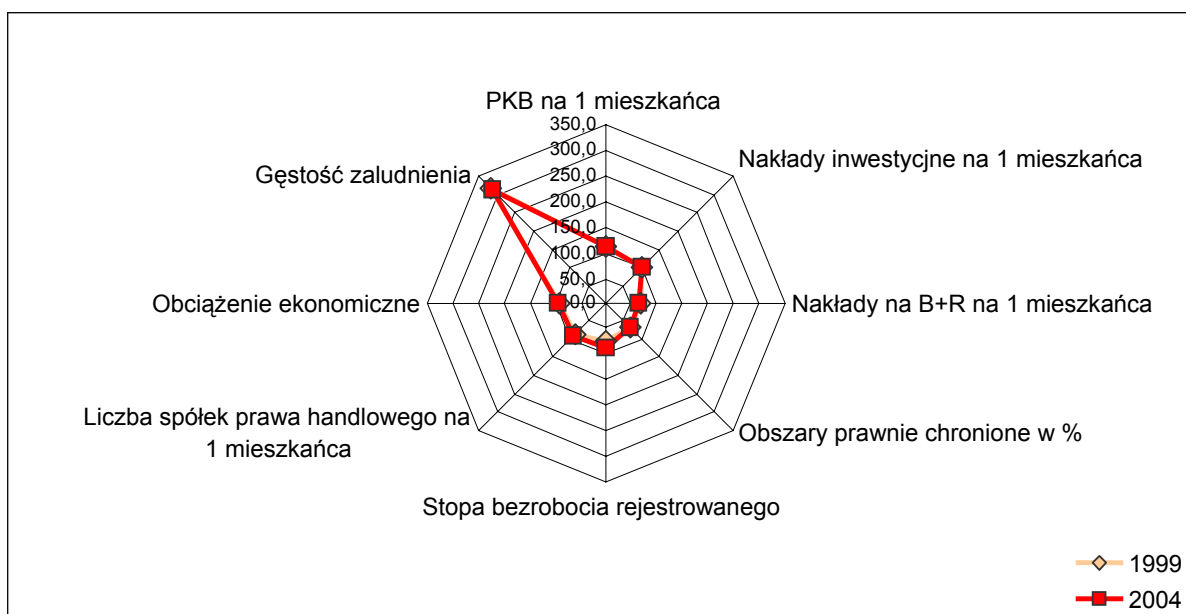 PKB na 1 mieszkańca
350,0
300,0
250,0
200,0
150,0
100,0
50,0
0,0
Nakłady inwestycyjne na 1 mieszkańca
Gęstość zaludnienia
Obciążenie ekonomiczne
Nakłady na B+R na 1 mieszkańca
Liczba spółek prawa handlowego na
1 mieszkańca
Obszary prawnie chronione w %
Stopa bezrobocia rejestrowanego
1999
2004